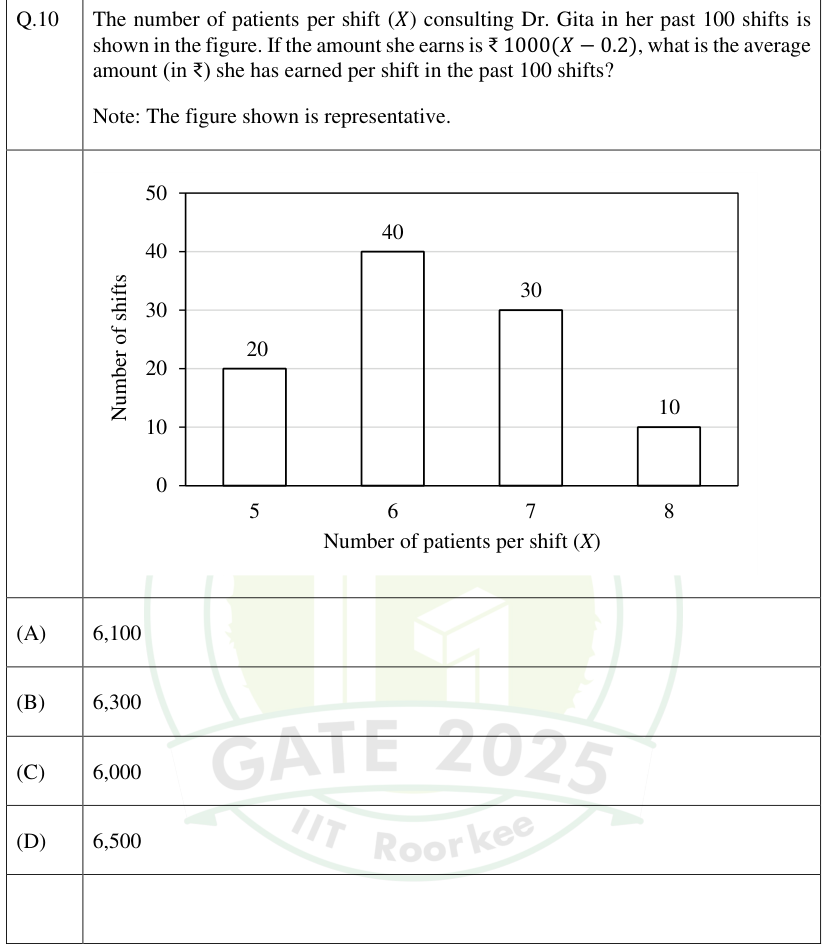 Q.10
The number of patients per shift (X) consulting Dr. Gita in her past 100 shifts is
shown in the figure. If the amount she earns is ₹ 1000(X − 0.2), what is the average
amount (in ₹) she has earned per shift in the past 100 shifts?
Note: The figure shown is representative.
50
40
30
20
10
0
Number of shifts
20
40
30
10
5 6 7 8
Number of patients per shift (X)
(A) 6,100
(B) 6,300
(C) 6,000
(D) 6,500
GATE 2025
IIT Roorkee